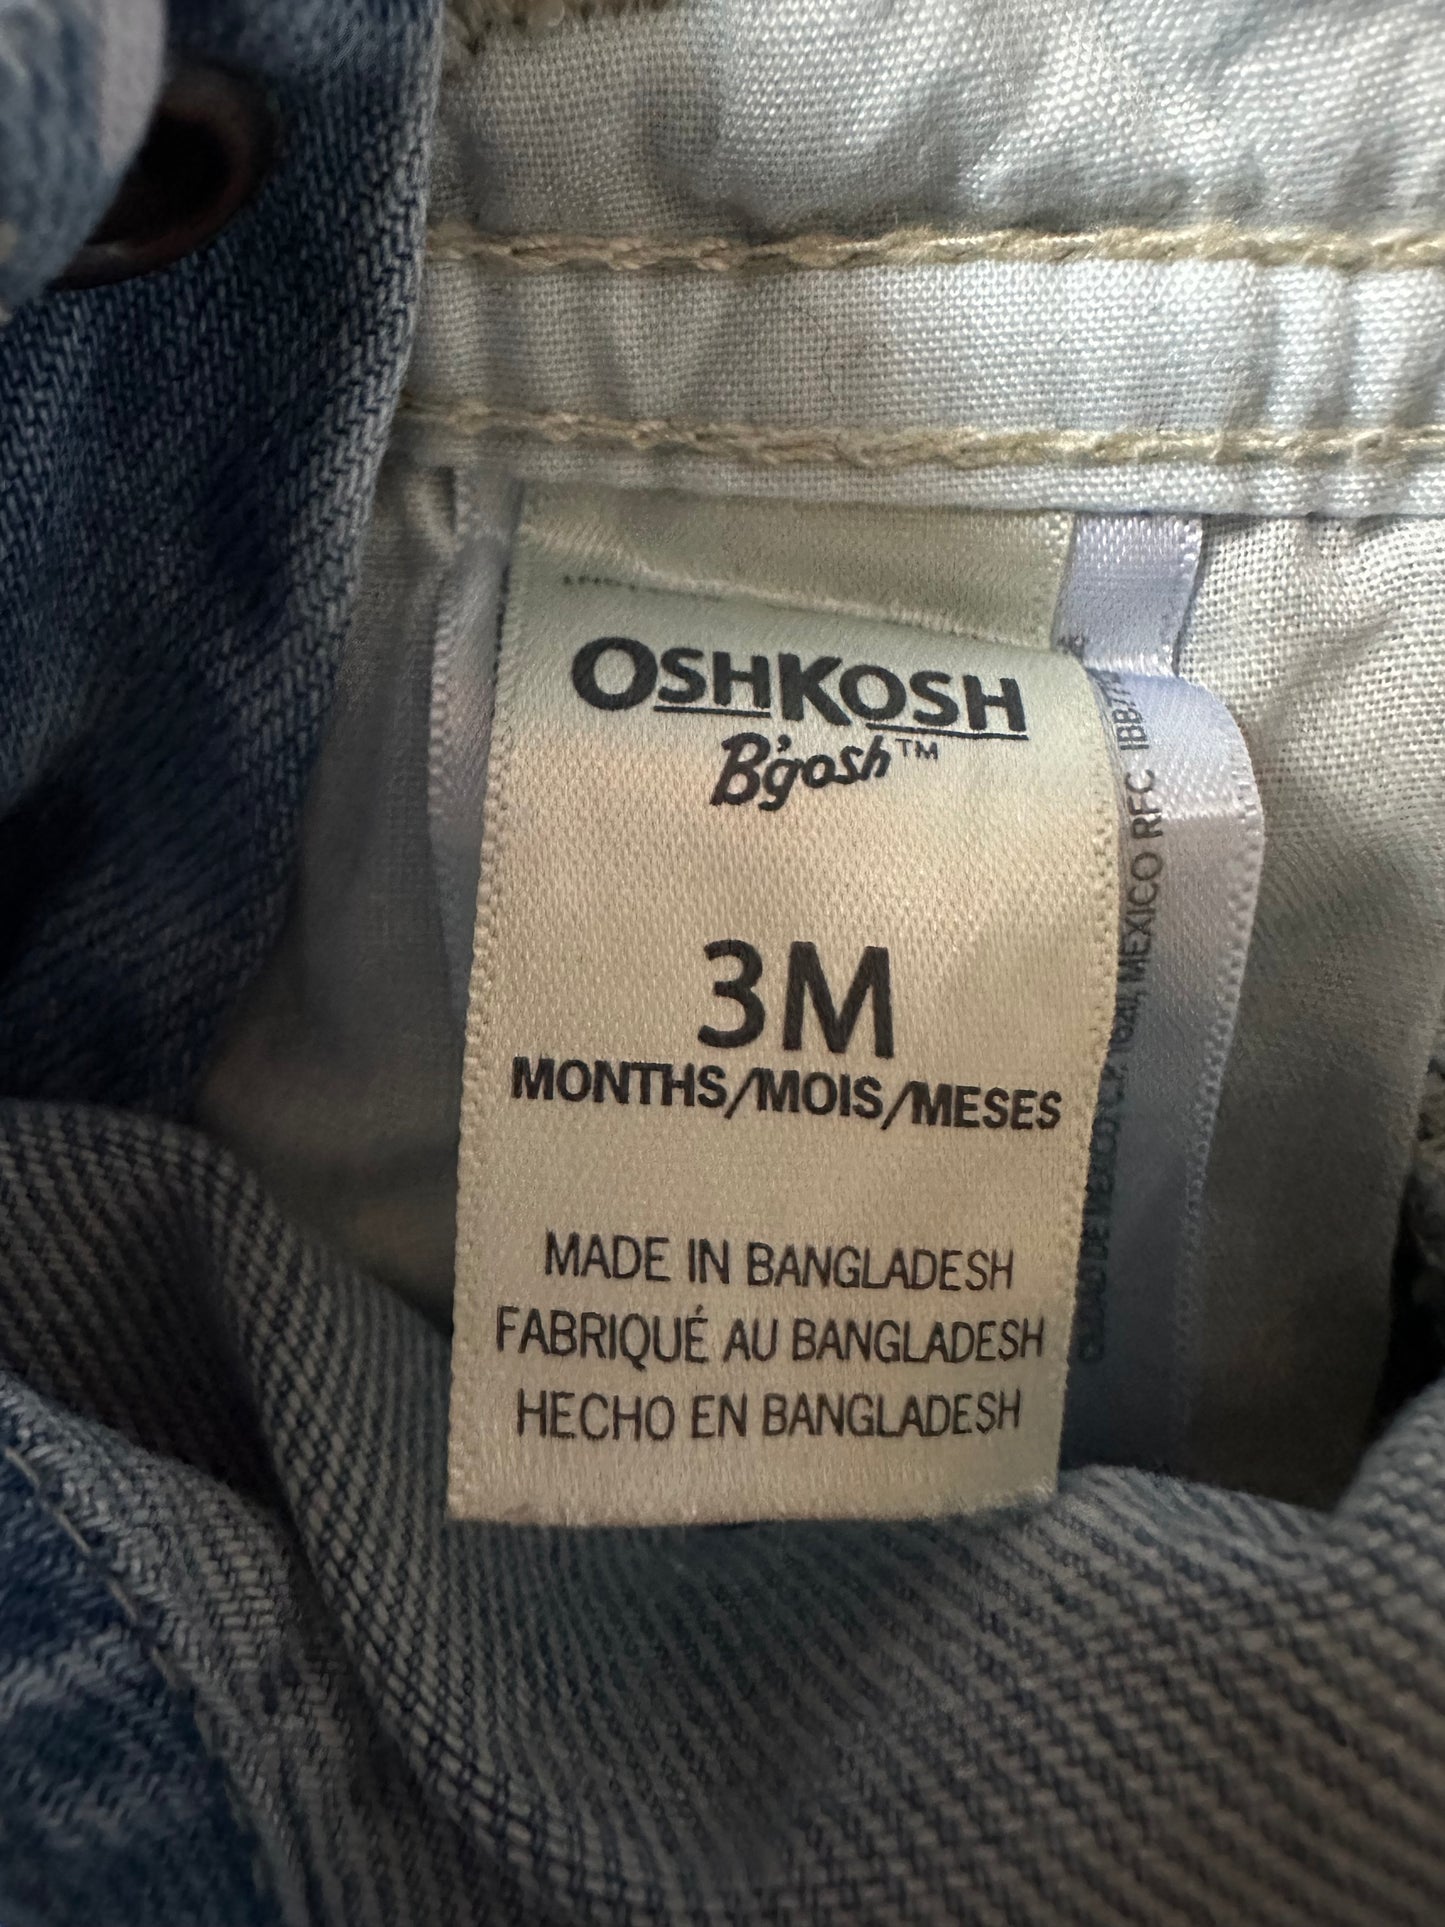 OSHKOSH
B'gosh™
3M
MONTHS/MOIS/MESES
MADE IN BANGLADESH
FABRIQUÉ AU BANGLADESH
HECHO EN BANGLADESH
MEXICO RFC